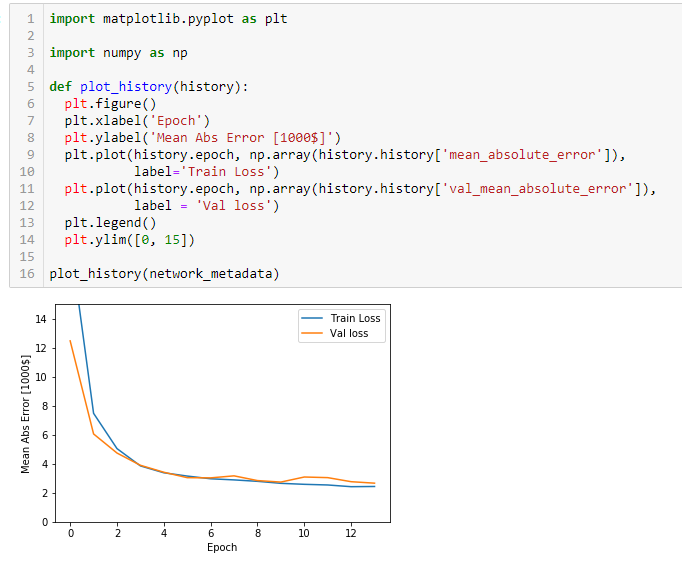 1 import matplotlib.pyplot as plt
2
3 import numpy as np
4
5 def plot_history(history):
6   plt.figure()
7   plt.xlabel('Epoch')
8   plt.ylabel('Mean Abs Error [1000$]')
9   plt.plot(history.epoch, np.array(history.history['mean_absolute_error']),
10            label='Train Loss')
11   plt.plot(history.epoch, np.array(history.history['val_mean_absolute_error']),
12            label = 'Val loss')
13   plt.legend()
14   plt.ylim([0, 15])
15
16 plot_history(network_metadata)
Train Loss
Val loss
Mean Abs Error [1000$]
14
12
10
8
6
4
2
0
0 2 4 6 8 10 12
Epoch